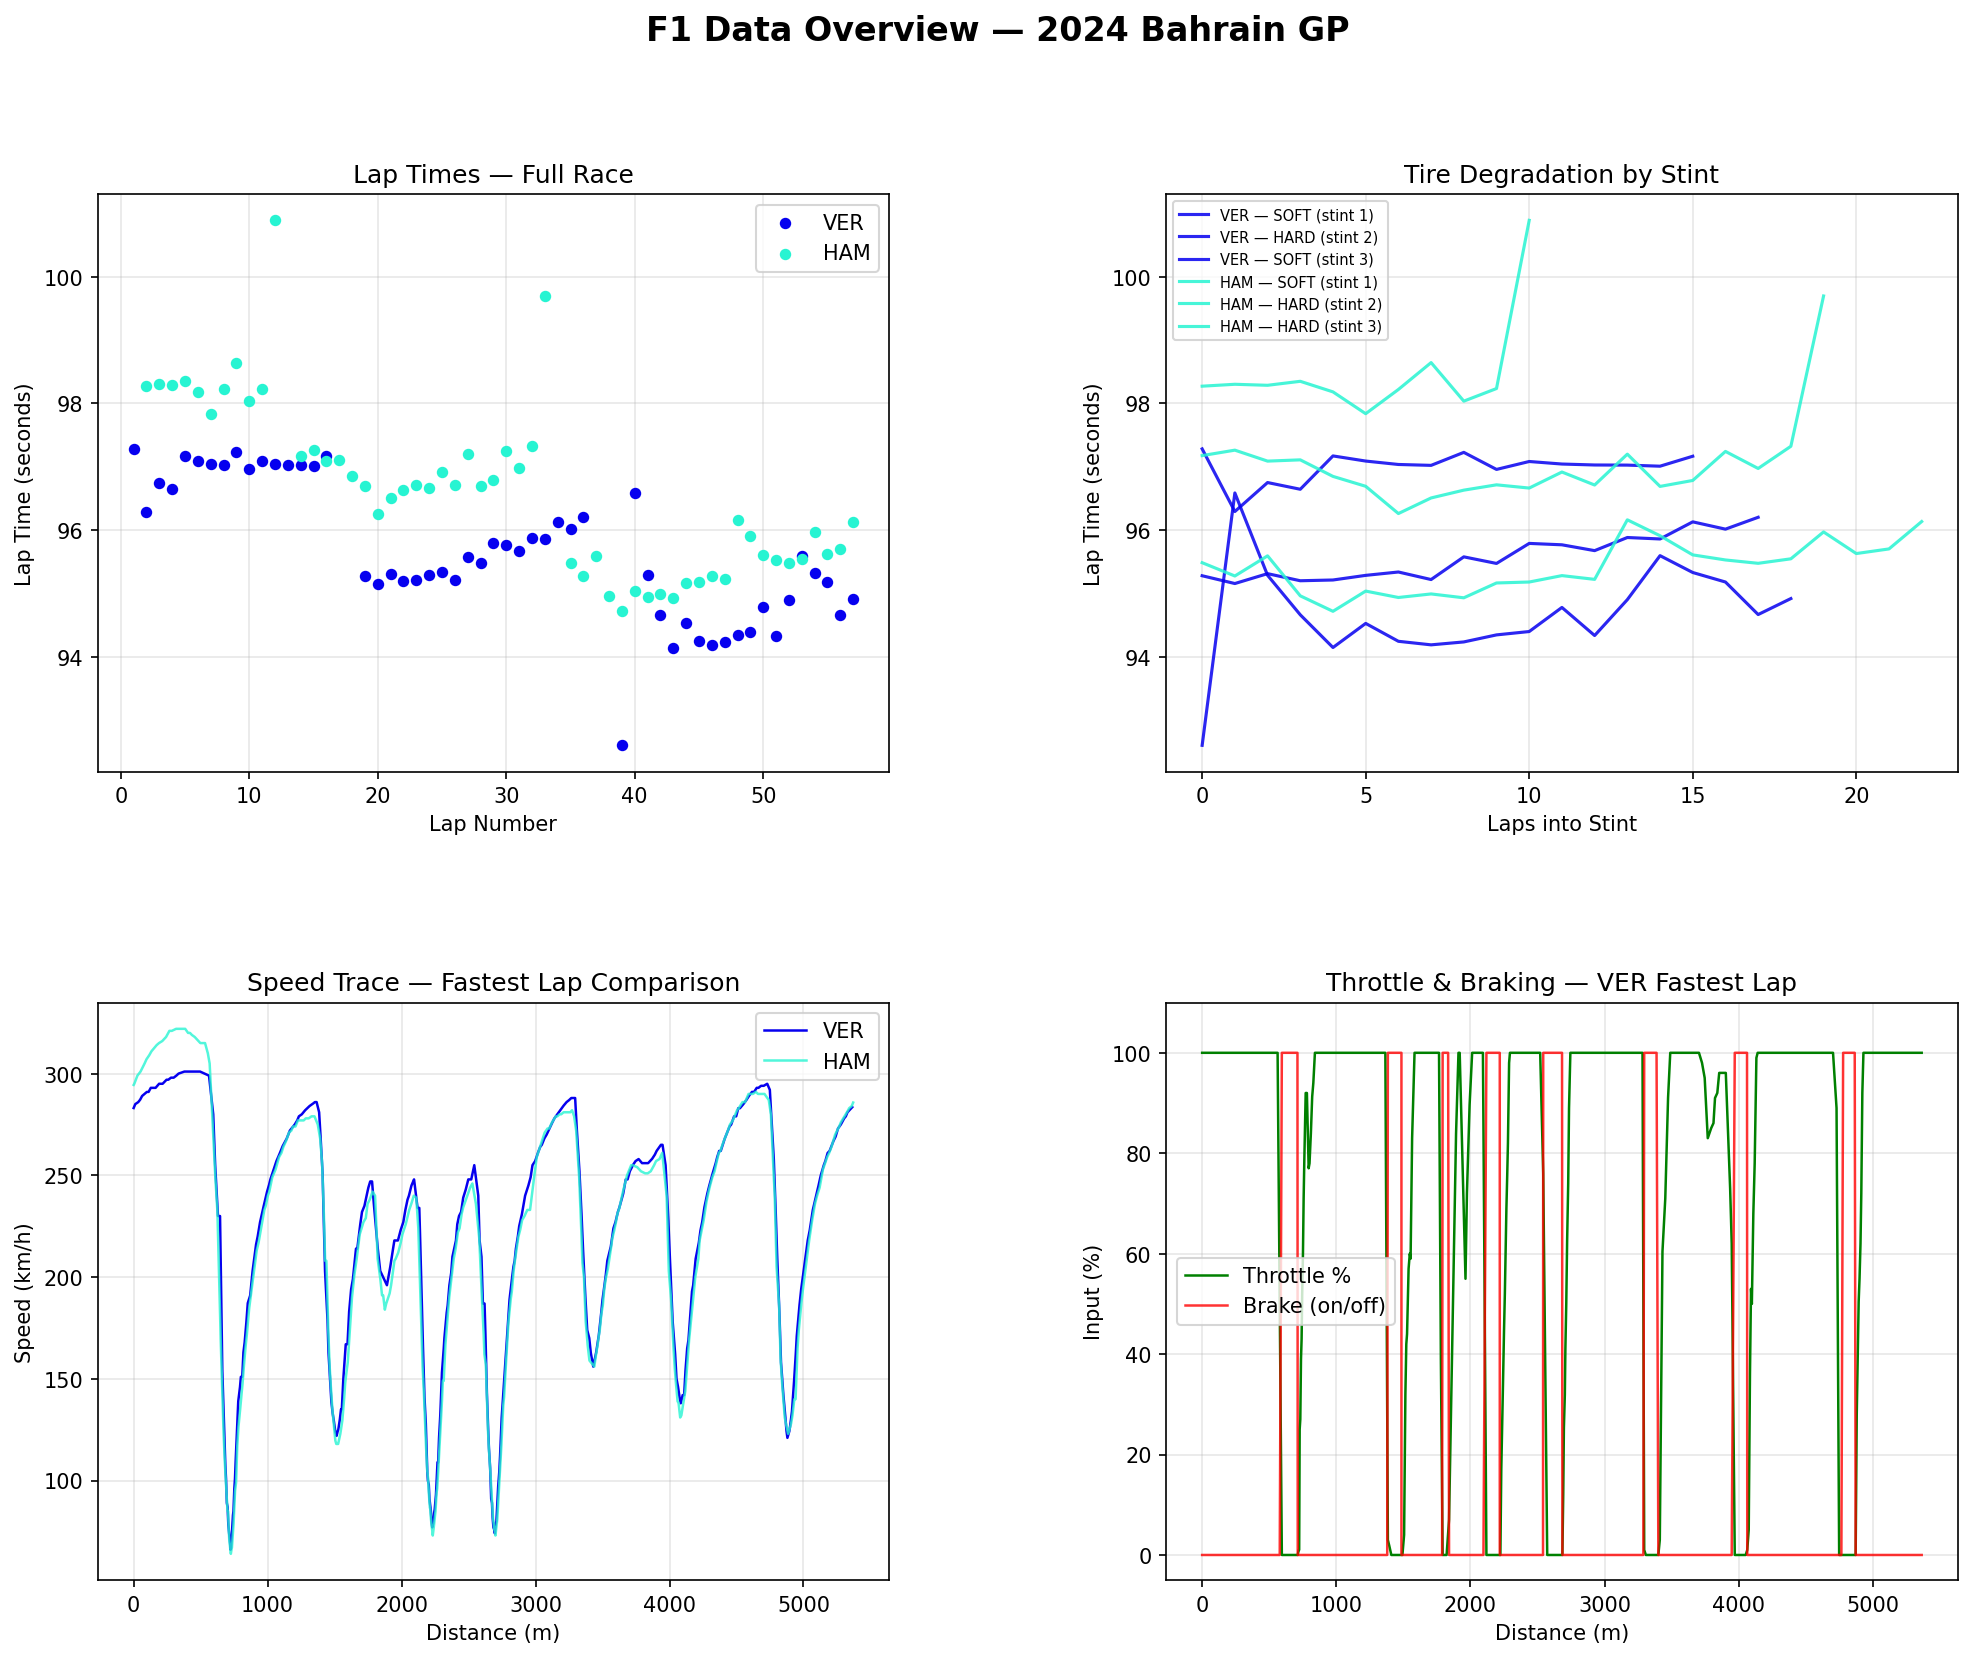 F1 Data Overview — 2024 Bahrain GP
Lap Times — Full Race
Lap Time (seconds)
100
98
96
94
0 10 20 30 40 50
Lap Number
VER
HAM
Tire Degradation by Stint
Lap Time (seconds)
100
98
96
94
0 5 10 15 20
Laps into Stint
VER — SOFT (stint 1)
VER — HARD (stint 2)
VER — SOFT (stint 3)
HAM — SOFT (stint 1)
HAM — HARD (stint 2)
HAM — HARD (stint 3)
Speed Trace — Fastest Lap Comparison
Speed (km/h)
300
250
200
150
100
0 1000 2000 3000 4000 5000
Distance (m)
VER
HAM
Throttle & Braking — VER Fastest Lap
Input (%)
100
80
60
40
20
0
0 1000 2000 3000 4000 5000
Distance (m)
Throttle %
Brake (on/off)